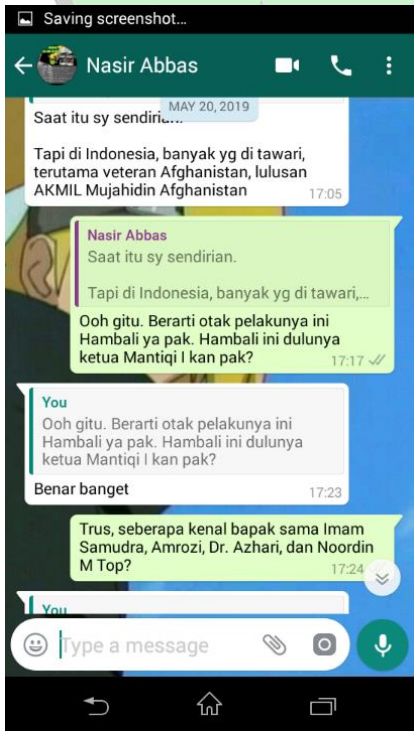 Saving screenshot...
Nasir Abbas
MAY 20, 2019
Saat itu sy sendirian.
Tapi di Indonesia, banyak yg di tawari,
terutama veteran Afghanistan, lulusan
AKMIL Mujahidin Afghanistan
17:05
Nasir Abbas
Saat itu sy sendirian.
Tapi di Indonesia, banyak yg di tawari,...
Ooh gitu. Berarti otak pelakunya ini
Hambali ya pak. Hambali ini dulunya
ketua Mantiqi I kan pak?
17:17
You
Ooh gitu. Berarti otak pelakunya ini
Hambali ya pak. Hambali ini dulunya
ketua Mantiqi I kan pak?
Benar banget
17:23
Trus, seberapa kenal bapak sama Imam
Samudra, Amrozi, Dr. Azhari, dan Noordin
M Top?
17:24
You
Type a message